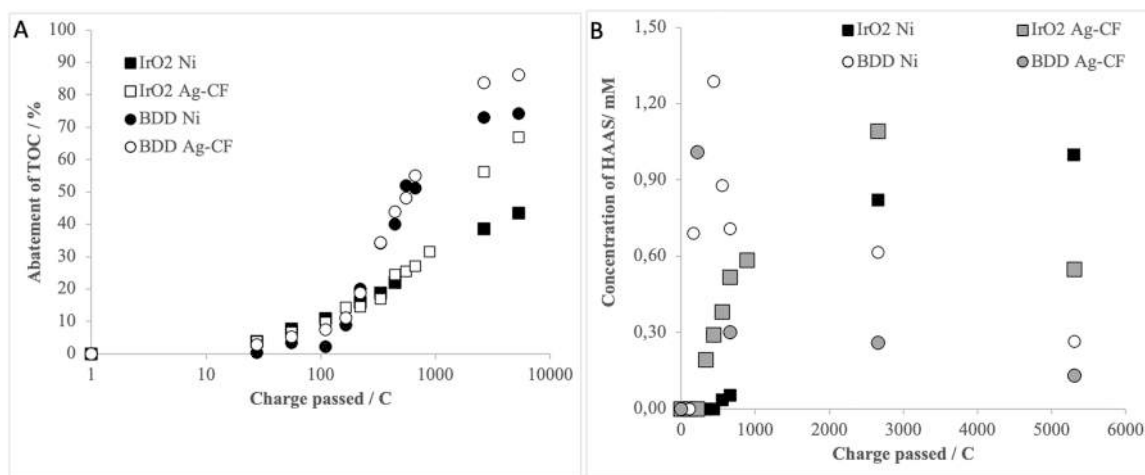 A
100
90
80
70
60
50
40
30
20
10
0
1
10
100
1000
10000
Abatement of TOC / %
Charge passed / C
IrO2 Ni
IrO2 Ag-CF
BDD Ni
BDD Ag-CF
B
1,50
1,20
0,90
0,60
0,30
0,00
0
1000
2000
3000
4000
5000
6000
Concentration of HAAS/ mM
Charge passed / C
IrO2 Ni
IrO2 Ag-CF
BDD Ni
BDD Ag-CF